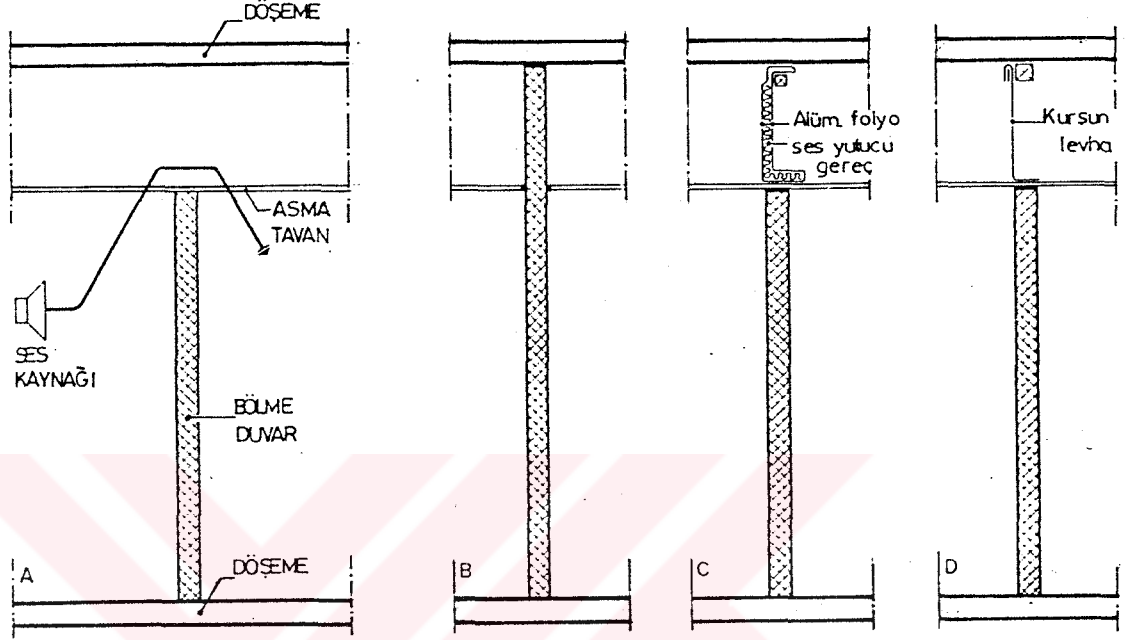 DÖŞEME
ASMA
TAVAN
SES
KAYNAĞI
BÖLME
DUVAR
DÖŞEME
A
B
Alüm. folyo
ses yutucu
gereç
C
Kurşun
levha
D